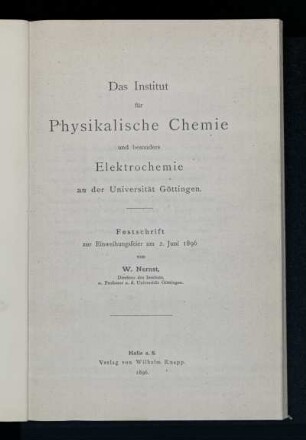 Das Institut
für
Physikalische Chemie
und besonders
Elektrochemie
an der Universität Göttingen.
Festschrift
zur Einweihungsfeier am 2. Juni 1896
von
W. Nernst,
Direktor des Instituts,
o. Professor a. d. Universität Göttingen.
Halle a. S.
Verlag von Wilhelm Knapp.
1896.